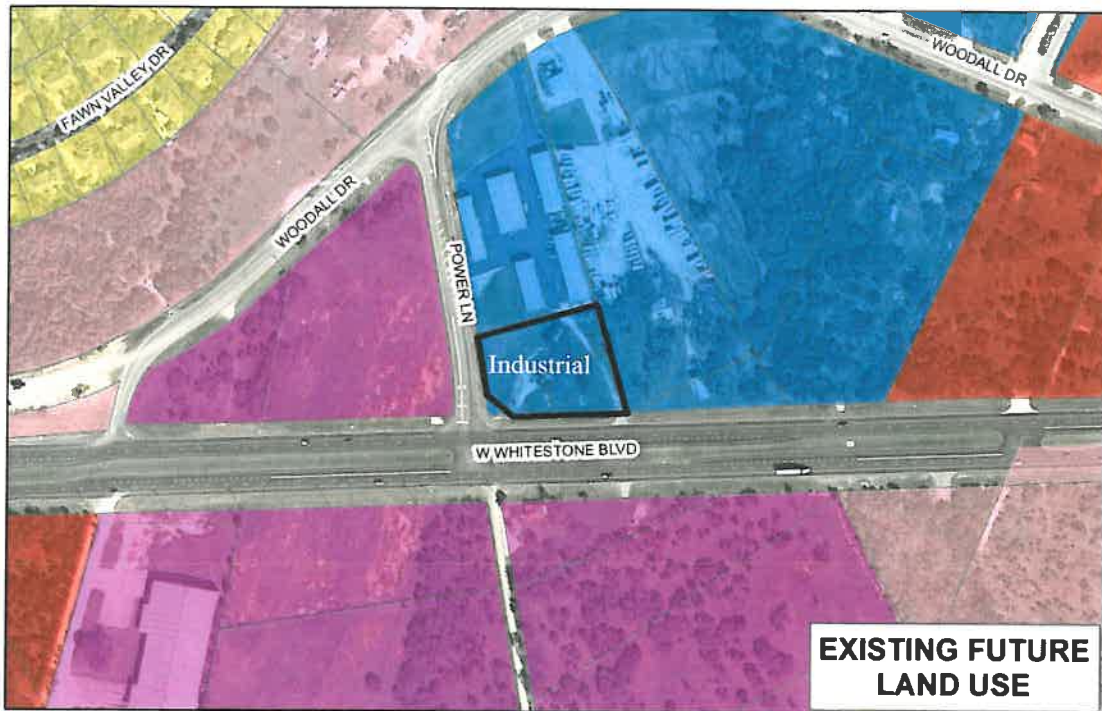 FAWN VALLEY DR
WOODALL DR
WOODALL DR
POWER LN
Industrial
W WHITESTONE BLVD
EXISTING FUTURE
LAND USE